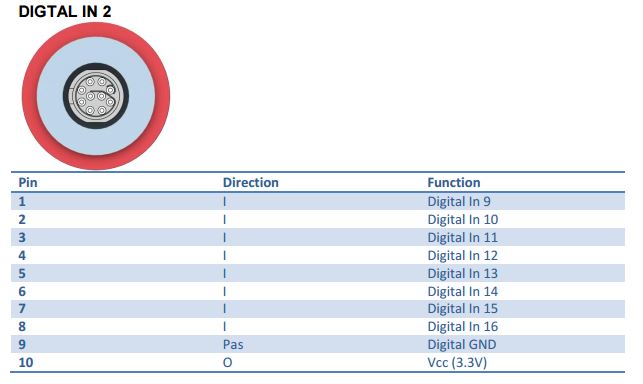 DIGTAL IN 2
Pin Direction Function
1 I Digital In 9
2 I Digital In 10
3 I Digital In 11
4 I Digital In 12
5 I Digital In 13
6 I Digital In 14
7 I Digital In 15
8 I Digital In 16
9 Pas Digital GND
10 O Vcc (3.3V)